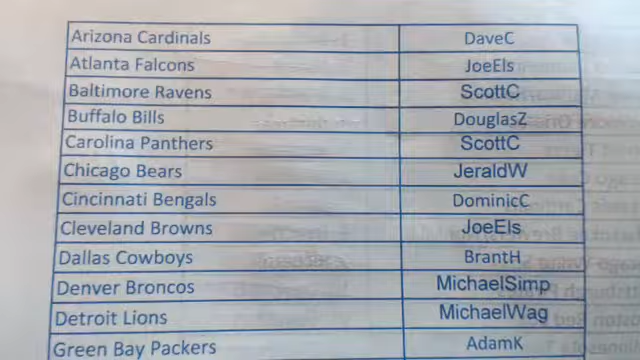 Arizona Cardinals DaveC
Atlanta Falcons JoeEls
Baltimore Ravens ScottC
Buffalo Bills DouglasZ
Carolina Panthers ScottC
Chicago Bears JeraldW
Cincinnati Bengals DominicC
Cleveland Browns JoeEls
Dallas Cowboys BrantH
Denver Broncos MichaelSimp
Detroit Lions MichaelWag
Green Bay Packers AdamK